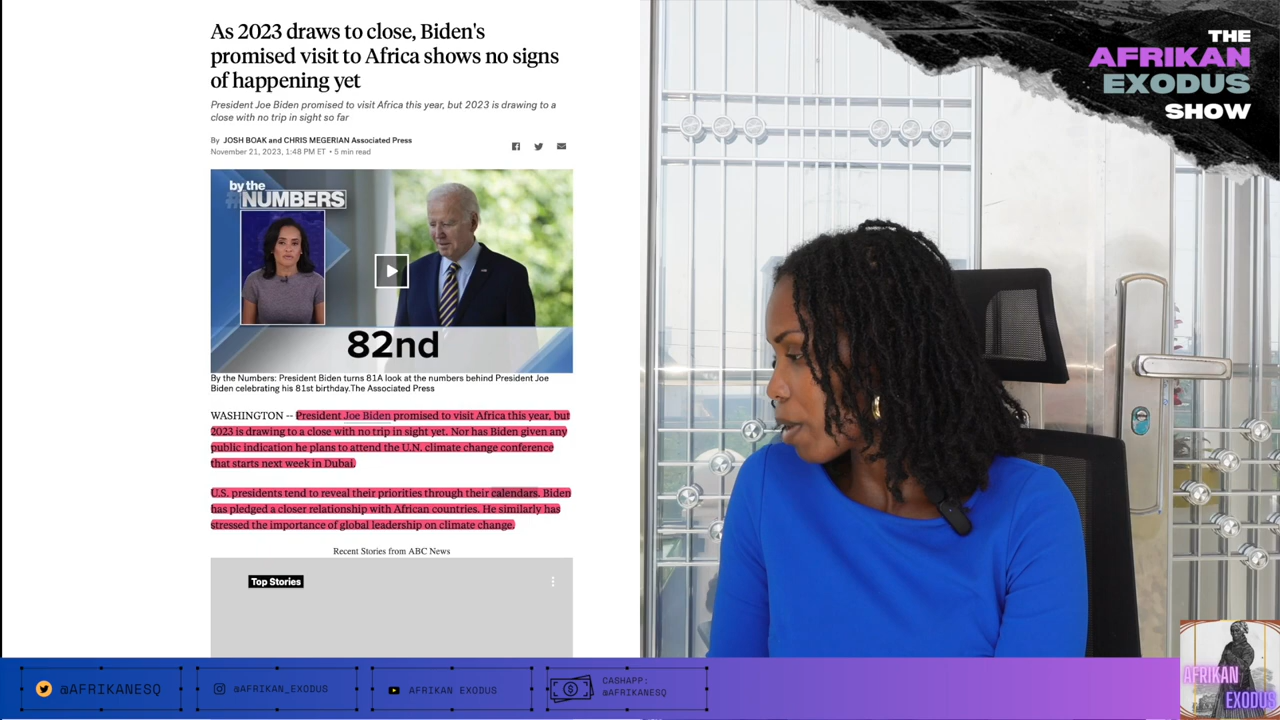 As 2023 draws to close, Biden's
promised visit to Africa shows no signs
of happening yet
President Joe Biden promised to visit Africa this year, but 2023 is drawing to a
close with no trip in sight so far
By JOSH BOAK and CHRIS MEGERIAN Associated Press
November 21, 2023, 1:48 PM ET • 5 min read
by the
#NUMBERS
82nd
By the Numbers: President Biden turns 81A look at the numbers behind President Joe
Biden celebrating his 81st birthday.The Associated Press
WASHINGTON -- President Joe Biden promised to visit Africa this year, but
2023 is drawing to a close with no trip in sight yet. Nor has Biden given any
public indication he plans to attend the U.N. climate change conference
that starts next week in Dubai.
U.S. presidents tend to reveal their priorities through their calendars. Biden
has pledged a closer relationship with African countries. He similarly has
stressed the importance of global leadership on climate change.
Recent Stories from ABC News
Top Stories
THE
AFRIKAN
EXODUS
SHOW
@AFRIKANESQ
@AFRIKAN_EXODUS
AFRIKAN EXODUS
CASHAPP:
@AFRIKANESQ
AFRIKAN
EXODUS